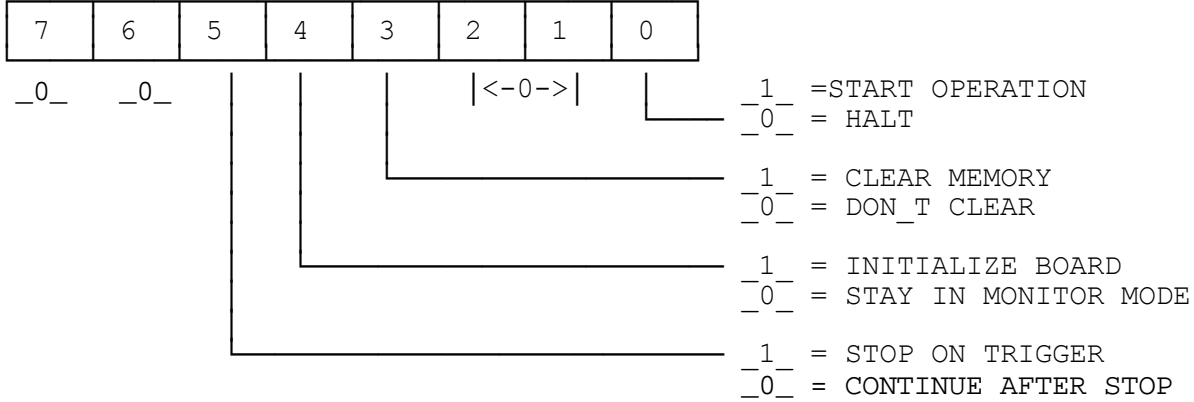 7 6 5 4 3 2 1 0
_0_ _0_ |<-0->| _1_ =START OPERATION
_0_ = HALT
_1_ = CLEAR MEMORY
_0_ = DON_T CLEAR
_1_ = INITIALIZE BOARD
_0_ = STAY IN MONITOR MODE
_1_ = STOP ON TRIGGER
_0_ = CONTINUE AFTER STOP